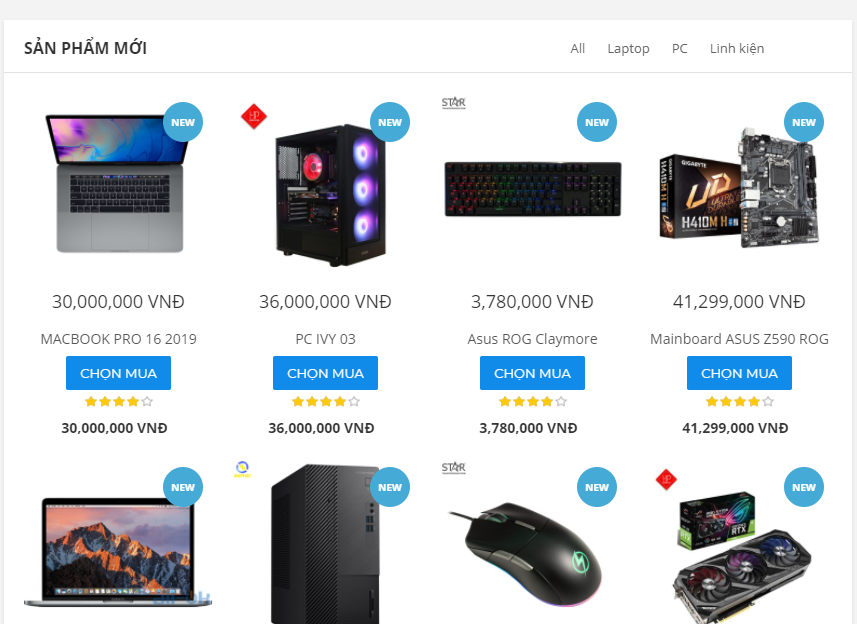 SẢN PHẨM MỚI
All Laptop PC Linh kiện
NEW NEW NEW NEW
STAR
GIGABYTE
H410M H
30,000,000 VNĐ 36,000,000 VNĐ 3,780,000 VNĐ 41,299,000 VNĐ
MACBOOK PRO 16 2019 PC IVY 03 Asus ROG Claymore Mainboard ASUS Z590 ROG
CHỌN MUA CHỌN MUA CHỌN MUA CHỌN MUA
30,000,000 VNĐ 36,000,000 VNĐ 3,780,000 VNĐ 41,299,000 VNĐ
NEW NEW NEW NEW
STAR
RTX